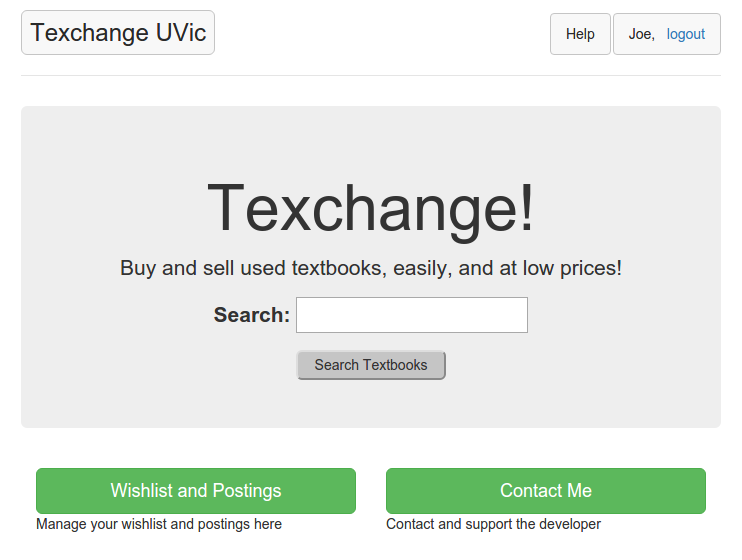 Texchange UVic
Help
Joe, logout
Texchange!
Buy and sell used textbooks, easily, and at low prices!
Search:
Search Textbooks
Wishlist and Postings
Contact Me
Manage your wishlist and postings here
Contact and support the developer